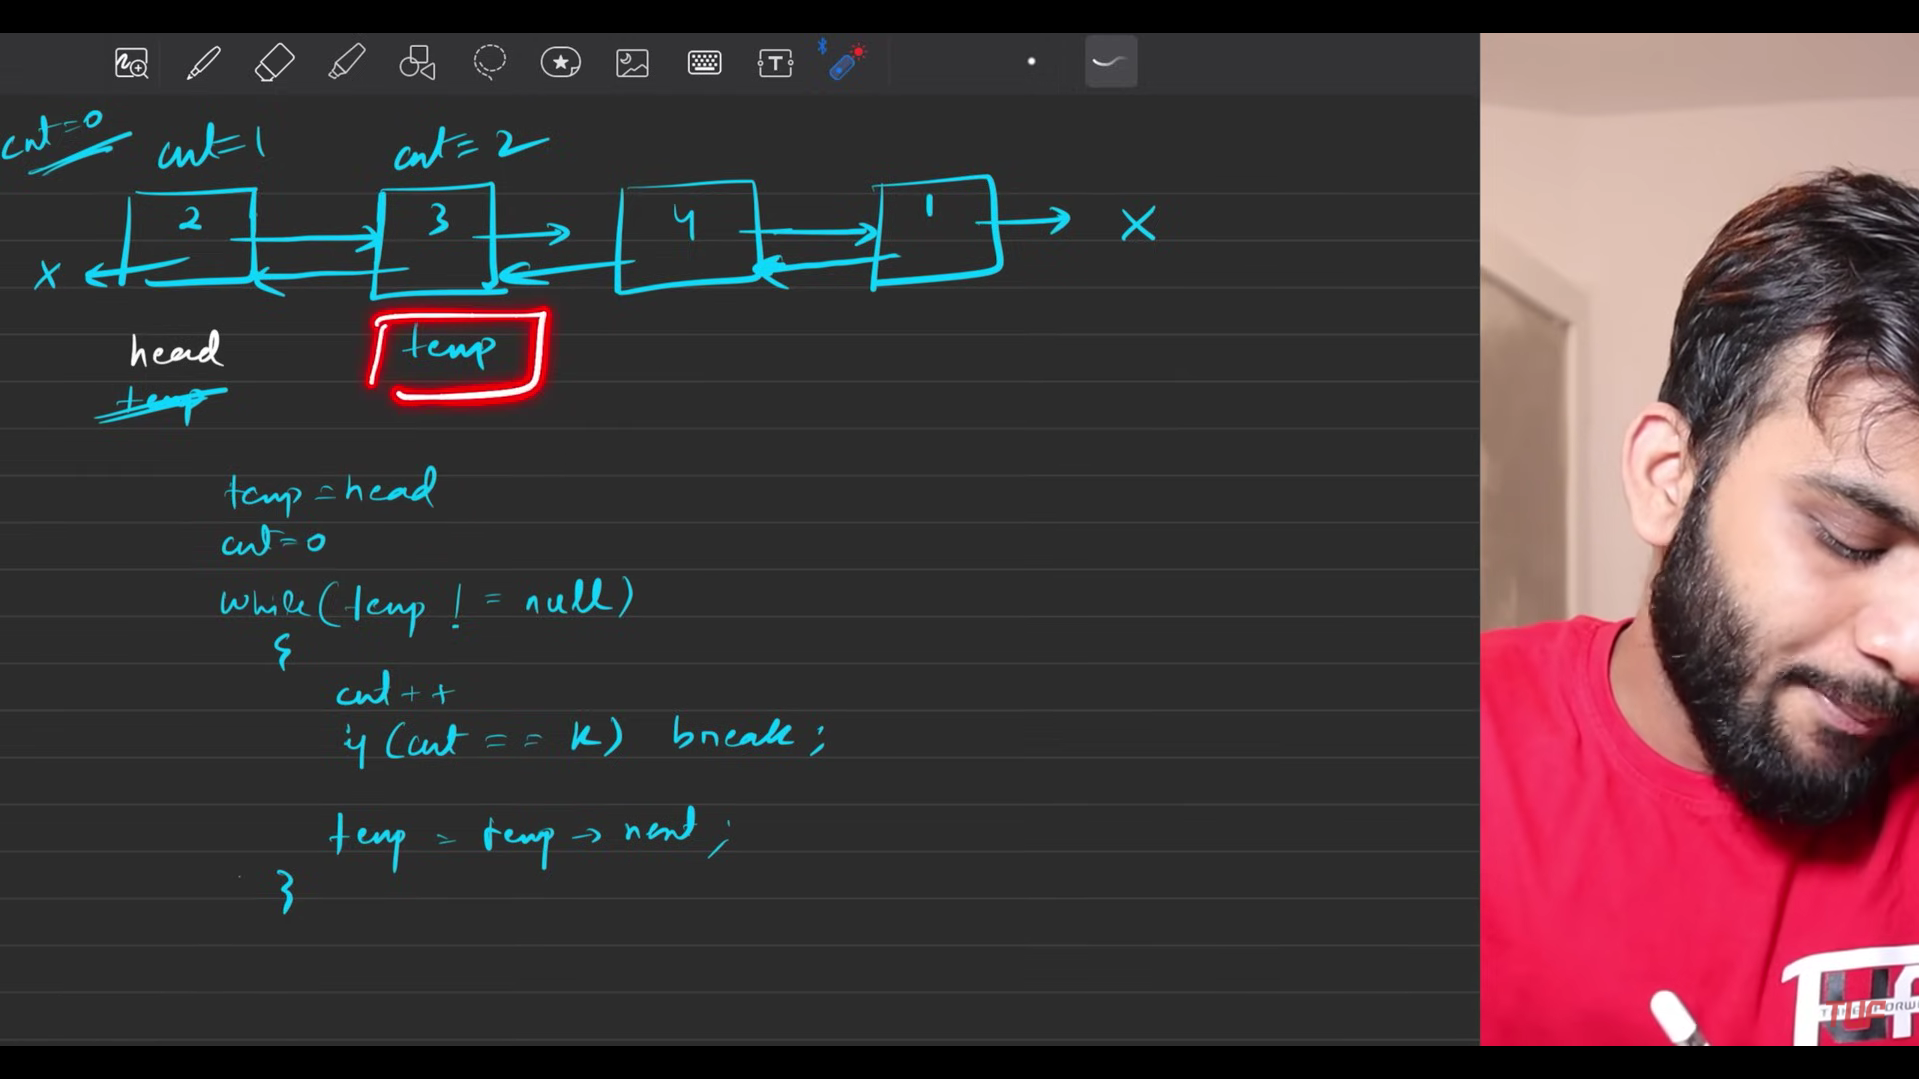 cnt=0
cnt=1
cnt=2
2
3
4
1
X
X
head
temp
temp
temp = head
cnt=0
while(temp != null)
{
cnt++
if (cnt == k) break;
temp = temp → next;
}
T